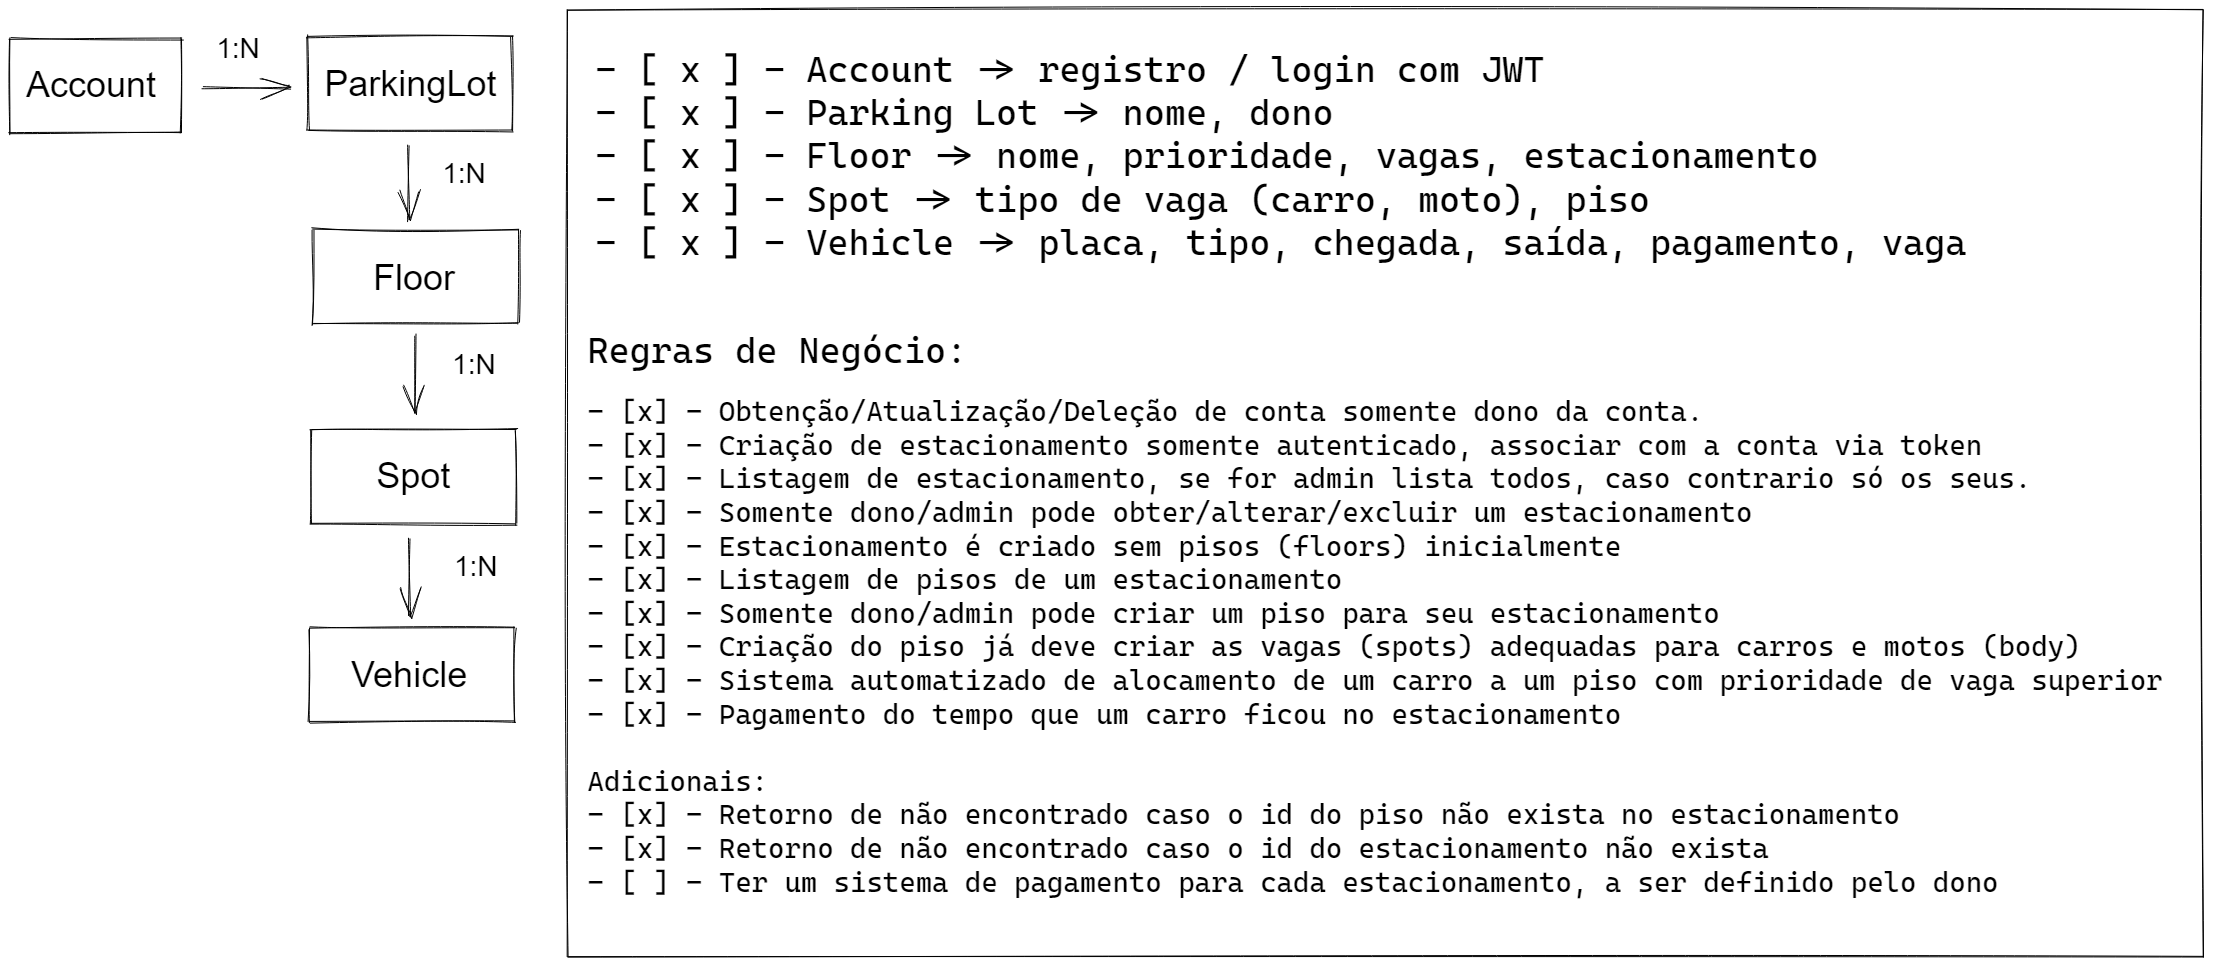 Account
1:N
ParkingLot
1:N
Floor
1:N
Spot
1:N
Vehicle
- [ x ] - Account -> registro / login com JWT
- [ x ] - Parking Lot -> nome, dono
- [ x ] - Floor -> nome, prioridade, vagas, estacionamento
- [ x ] - Spot -> tipo de vaga (carro, moto), piso
- [ x ] - Vehicle -> placa, tipo, chegada, saída, pagamento, vaga
Regras de Negócio:
- [x] - Obtenção/Atualização/Deleção de conta somente dono da conta.
- [x] - Criação de estacionamento somente autenticado, associar com a conta via token
- [x] - Listagem de estacionamento, se for admin lista todos, caso contrario só os seus.
- [x] - Somente dono/admin pode obter/alterar/excluir um estacionamento
- [x] - Estacionamento é criado sem pisos (floors) inicialmente
- [x] - Listagem de pisos de um estacionamento
- [x] - Somente dono/admin pode criar um piso para seu estacionamento
- [x] - Criação do piso já deve criar as vagas (spots) adequadas para carros e motos (body)
- [x] - Sistema automatizado de alocamento de um carro a um piso com prioridade de vaga superior
- [x] - Pagamento do tempo que um carro ficou no estacionamento
Adicionais:
- [x] - Retorno de não encontrado caso o id do piso não exista no estacionamento
- [x] - Retorno de não encontrado caso o id do estacionamento não exista
- [ ] - Ter um sistema de pagamento para cada estacionamento, a ser definido pelo dono